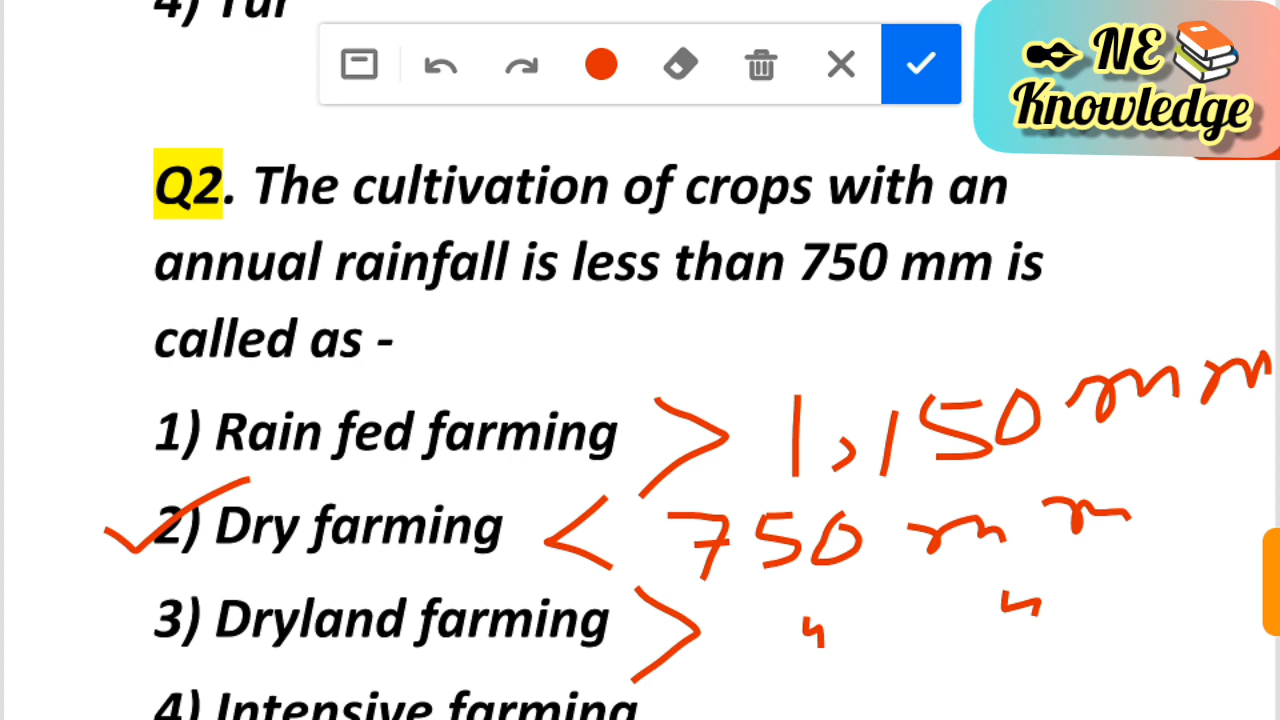 4) Tur
NE
Knowledge
Q2. The cultivation of crops with an
annual rainfall is less than 750 mm is
called as -
1) Rain fed farming > 1,150 mm
2) Dry farming < 750 mm
3) Dryland farming > " "
4) Intensive farming